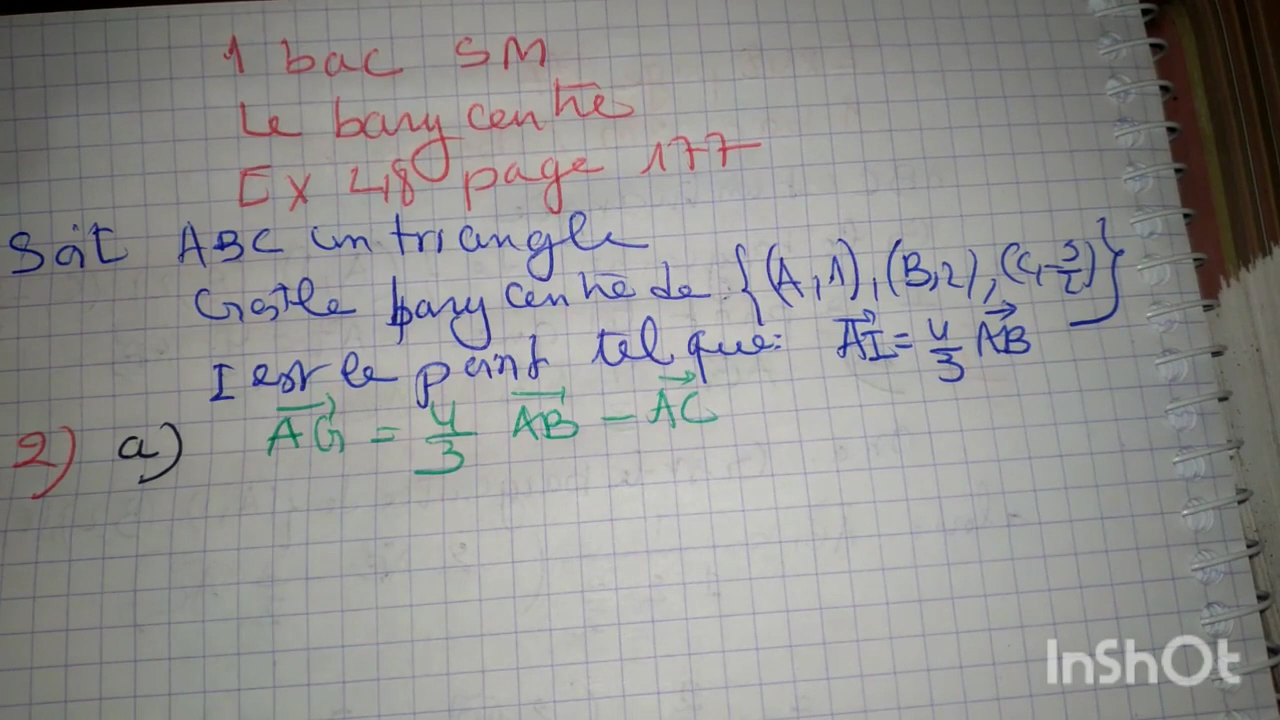 1 bac SM
Le barycentre
Ex 48 page 177
Soit ABC un triangle
G est le barycentre de {(A,1),(B,2),(C,-3/2)}
I est le point tel que: AI = 4/3 AB
2) a) AG = 4/3 AB - AC
InShOt